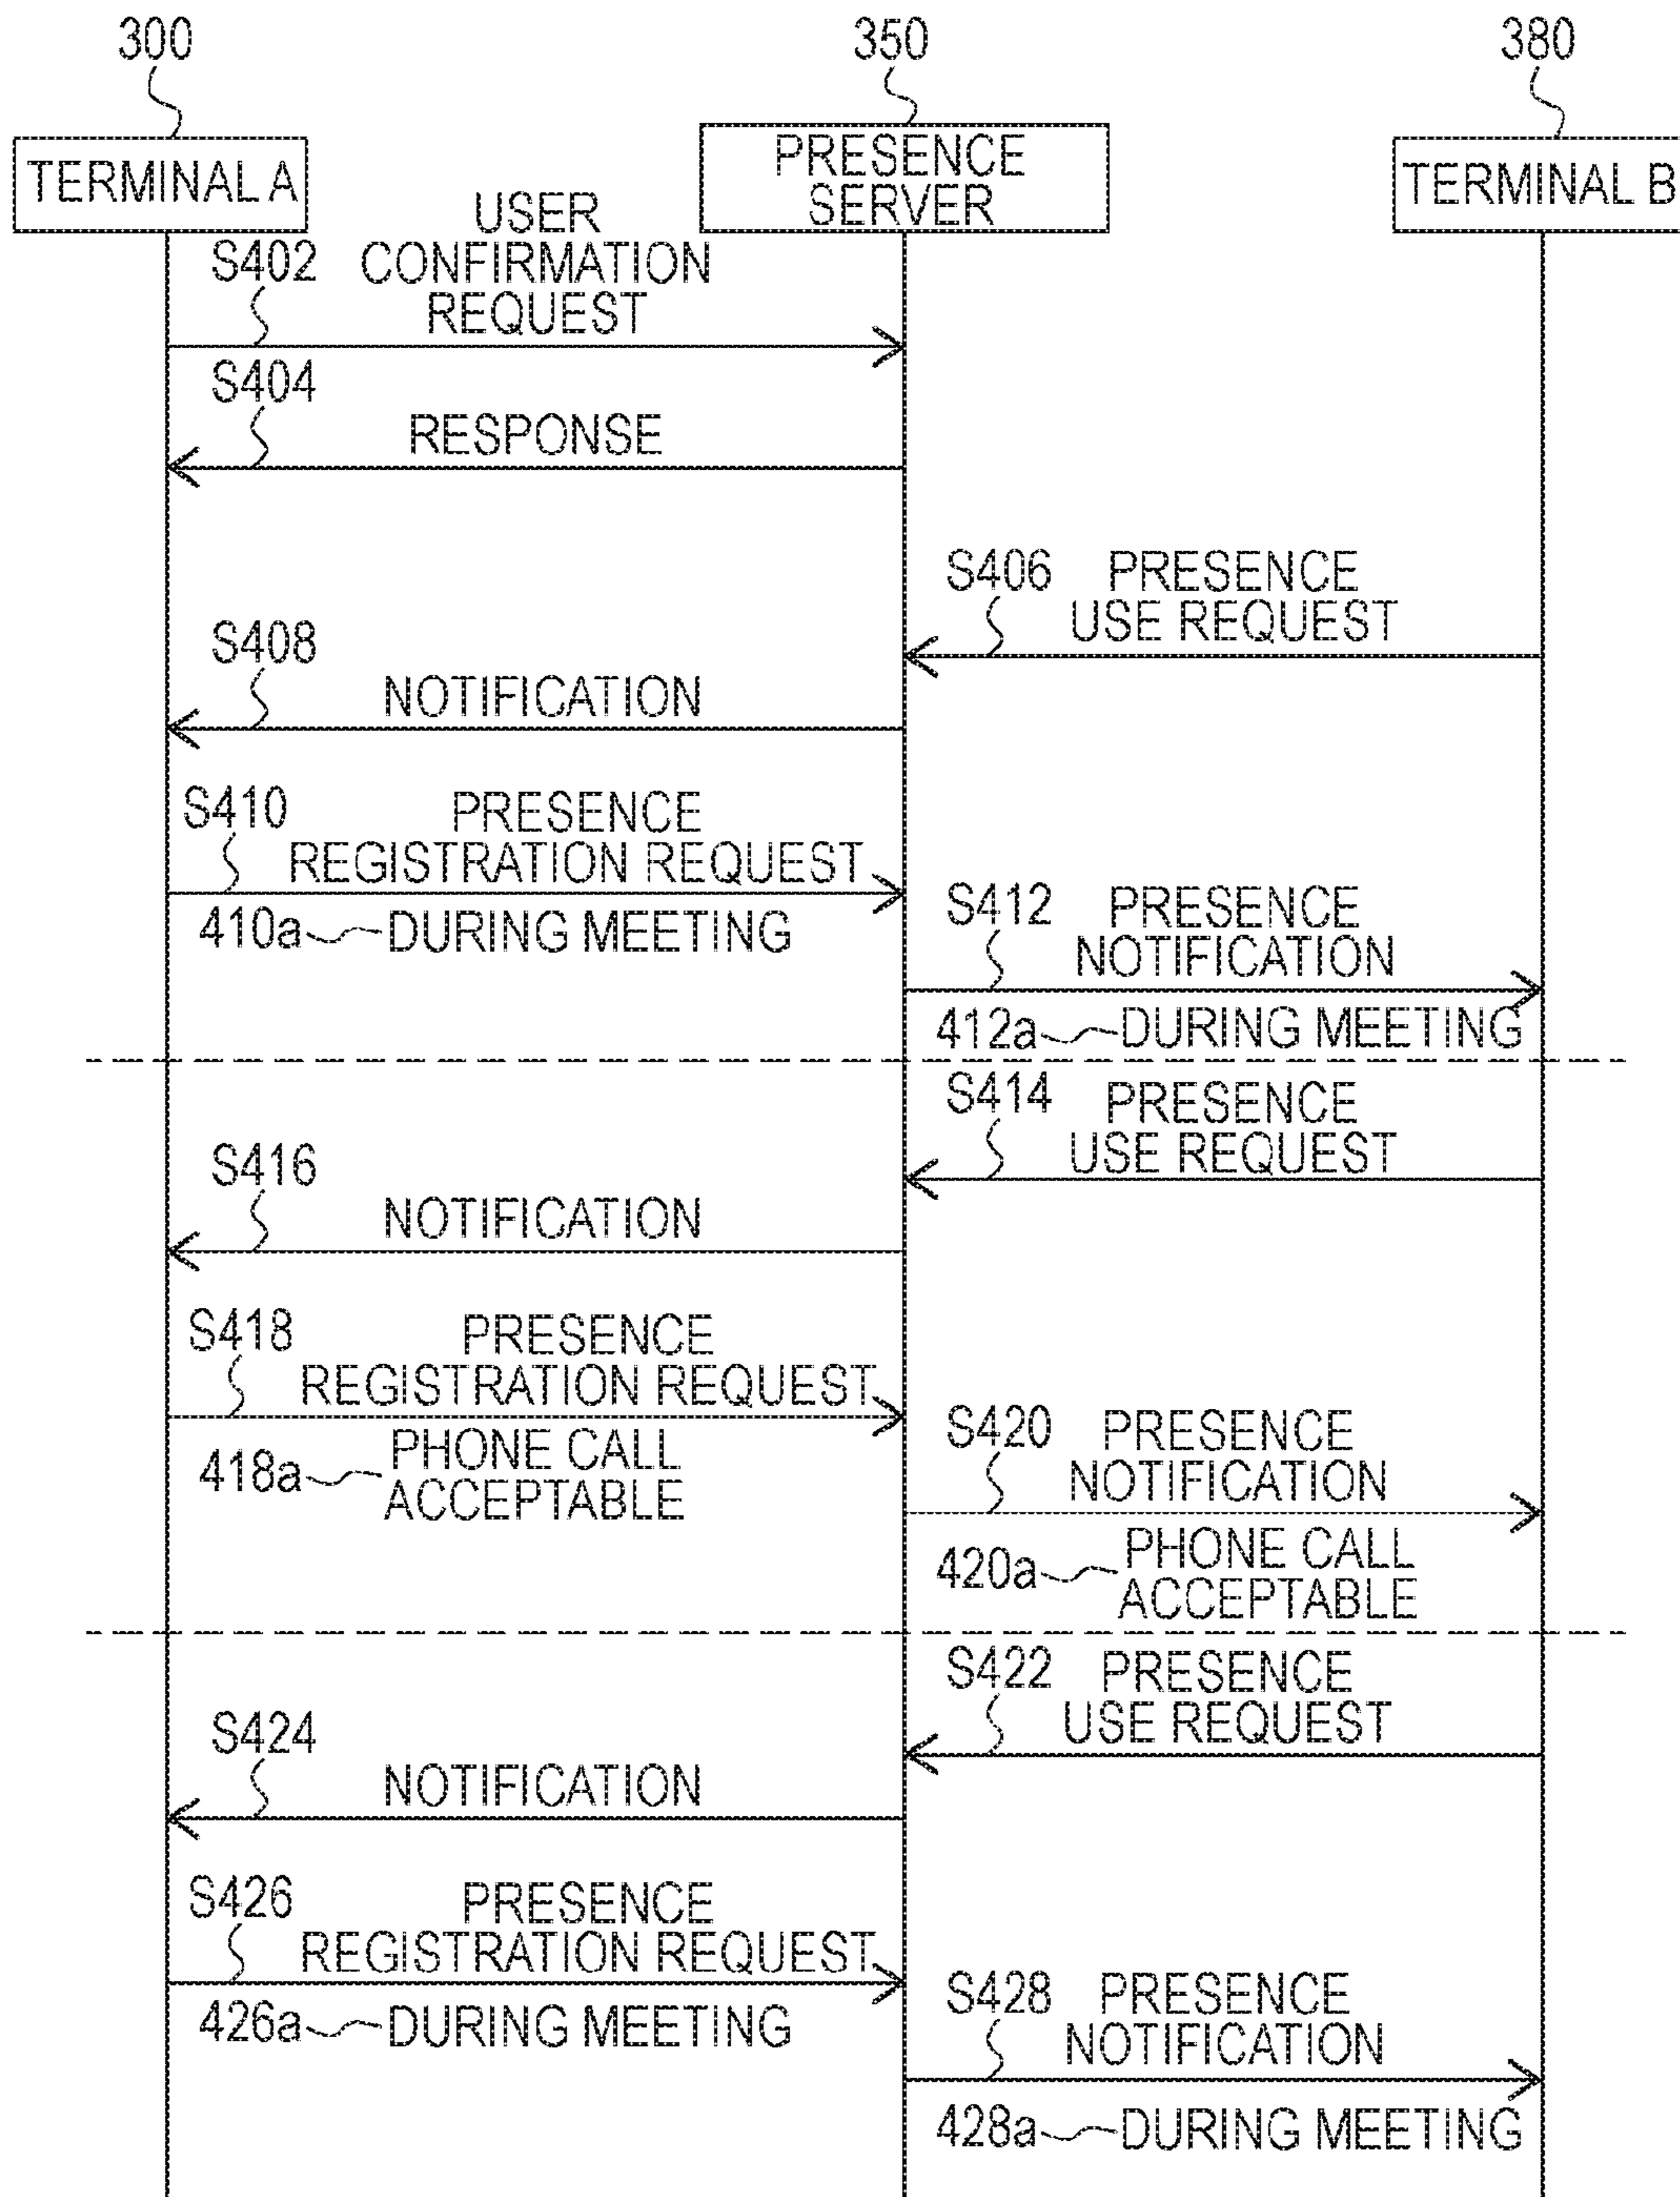 300
350
380
TERMINAL A
PRESENCE
SERVER
TERMINAL B
S402
USER
CONFIRMATION
REQUEST
S404
RESPONSE
S406
PRESENCE
USE REQUEST
S408
NOTIFICATION
S410
PRESENCE
REGISTRATION REQUEST
410a
DURING MEETING
S412
PRESENCE
NOTIFICATION
412a
DURING MEETING
S414
PRESENCE
USE REQUEST
S416
NOTIFICATION
S418
PRESENCE
REGISTRATION REQUEST
418a
PHONE CALL
ACCEPTABLE
S420
PRESENCE
NOTIFICATION
420a
PHONE CALL
ACCEPTABLE
S422
PRESENCE
USE REQUEST
S424
NOTIFICATION
S426
PRESENCE
REGISTRATION REQUEST
426a
DURING MEETING
S428
PRESENCE
NOTIFICATION
428a
DURING MEETING